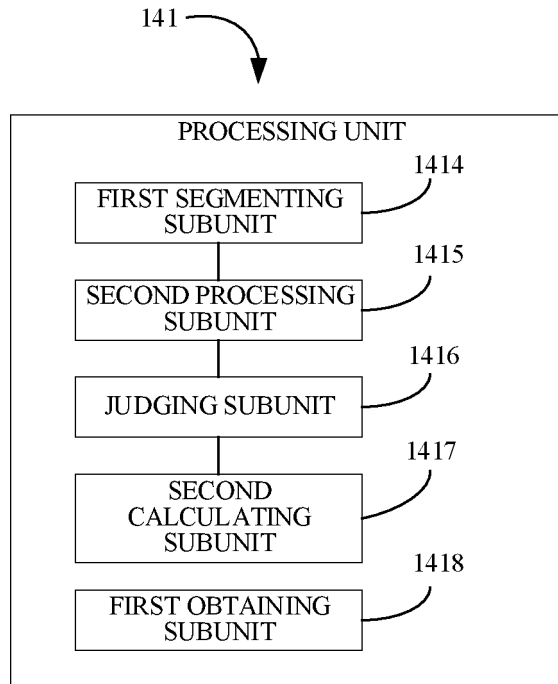 141
PROCESSING UNIT
1414
FIRST SEGMENTING
SUBUNIT
1415
SECOND PROCESSING
SUBUNIT
1416
JUDGING SUBUNIT
1417
SECOND
CALCULATING
SUBUNIT
1418
FIRST OBTAINING
SUBUNIT